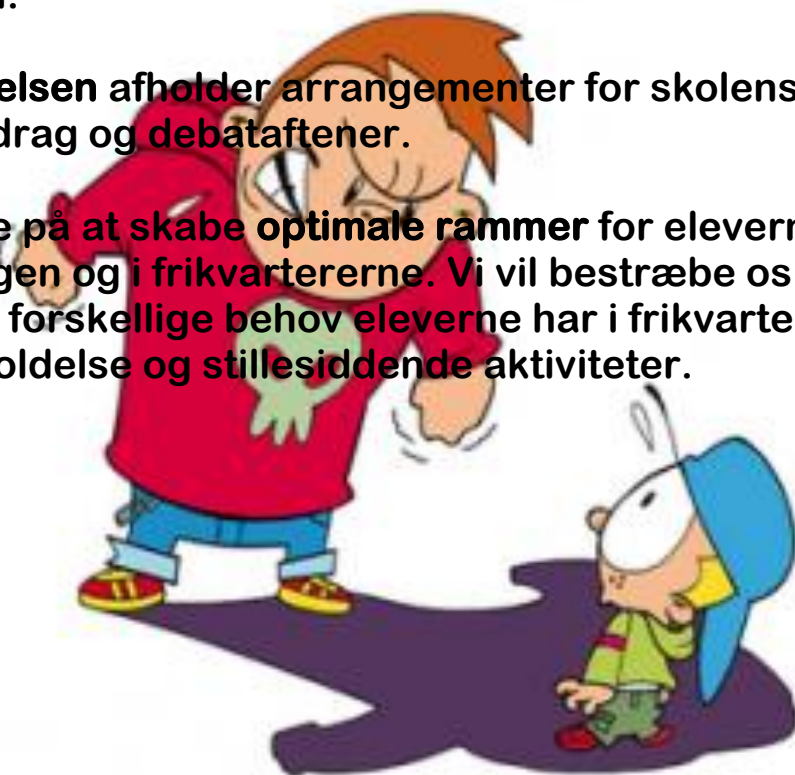 elsen afholder arrangementer for skolens
drag og debataftener.
e på at skabe optimale rammer for elevern
gen og i frikvartererne. Vi vil bestræbe os
forskellige behov eleverne har i frikvarte
oldelse og stillesiddende aktiviteter.